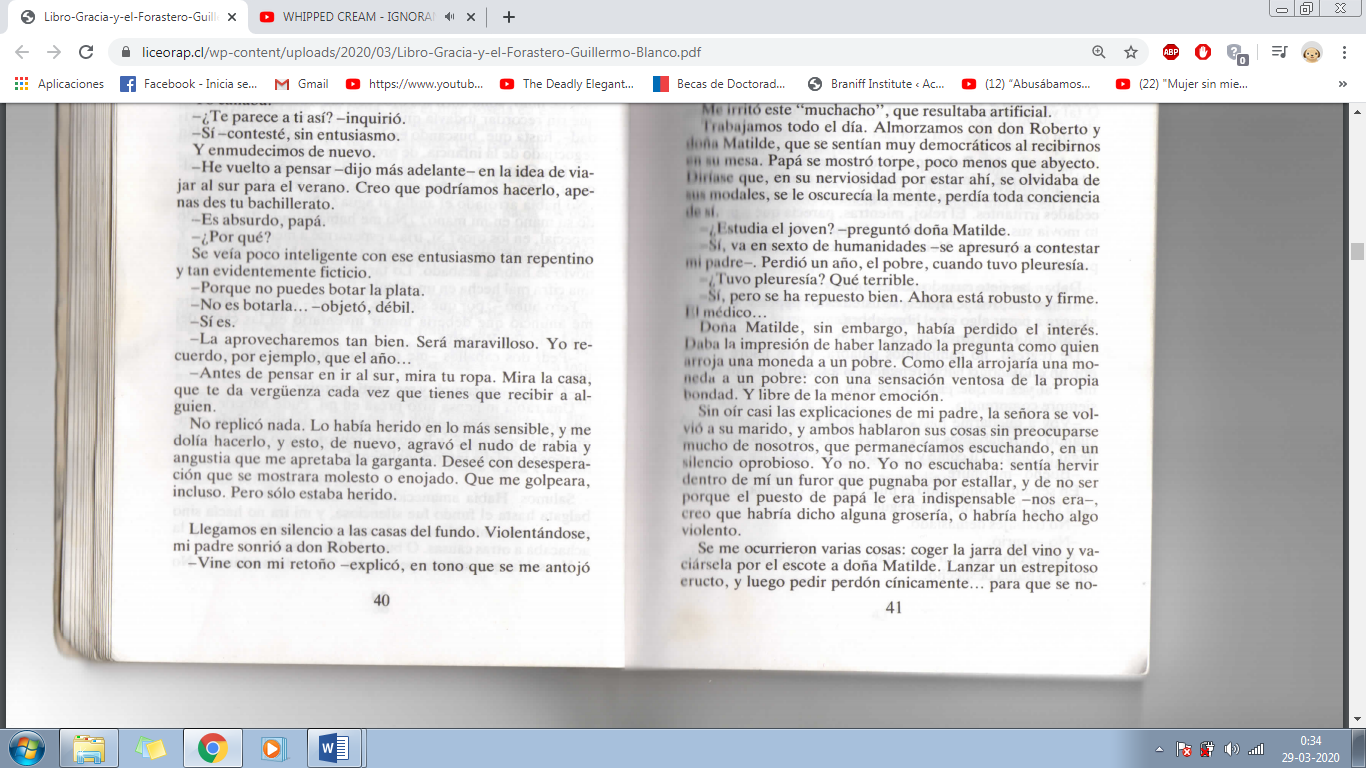 Libro-Gracia-y-el-Forastero-Guil
WHIPPED CREAM - IGNORA
liceorap.cl/wp-content/uploads/2020/03/Libro-Gracia-y-el-Forastero-Guillermo-Blanco.pdf
ABP
0
Aplicaciones
Facebook - Inicia se...
Gmail
https://www.youtub...
The Deadly Elegant...
Becas de Doctorad...
Braniff Institute ‹ Ac...
(12) “Abusábamos...
(22) "Mujer sin mie...
»
–¿Te parece a ti así? –inquirió.
–Sí –contesté, sin entusiasmo.
Y enmudecimos de nuevo.
–He vuelto a pensar –dijo más adelante– en la idea de via-
jar al sur para el verano. Creo que podríamos hacerlo, ape-
nas des tu bachillerato.
–Es absurdo, papá.
–¿Por qué?
Se veía poco inteligente con ese entusiasmo tan repentino
y tan evidentemente ficticio.
–Porque no puedes botar la plata.
–No es botarla... –objetó, débil.
–Sí es.
–La aprovecharemos tan bien. Será maravilloso. Yo re-
cuerdo, por ejemplo, que el año...
–Antes de pensar en ir al sur, mira tu ropa. Mira la casa,
que te da vergüenza cada vez que tienes que recibir a al-
guien.
No replicó nada. Lo había herido en lo más sensible, y me
dolía hacerlo, y esto, de nuevo, agravó el nudo de rabia y
angustia que me apretaba la garganta. Deseé con desespera-
ción que se mostrara molesto o enojado. Que me golpeara,
incluso. Pero sólo estaba herido.
Llegamos en silencio a las casas del fundo. Violentándose,
mi padre sonrió a don Roberto.
–Vine con mi retoño –explicó, en tono que se me antojó
40
Me irritó este “muchacho”, que resultaba artificial.
Trabajamos todo el día. Almorzamos con don Roberto y
doña Matilde, que se sentían muy democráticos al recibirnos
en su mesa. Papá se mostró torpe, poco menos que abyecto.
Diríase que, en su nerviosidad por estar ahí, se olvidaba de
sus modales, se le oscurecía la mente, perdía toda conciencia
de sí.
–¿Estudia el joven? –preguntó doña Matilde.
–Sí, va en sexto de humanidades –se apresuró a contestar
mi padre–. Perdió un año, el pobre, cuando tuvo pleuresía.
–¿Tuvo pleuresía? Qué terrible.
–Sí, pero se ha repuesto bien. Ahora está robusto y firme.
El médico...
Doña Matilde, sin embargo, había perdido el interés.
Daba la impresión de haber lanzado la pregunta como quien
arroja una moneda a un pobre. Como ella arrojaría una mo-
neda a un pobre: con una sensación ventosa de la propia
bondad. Y libre de la menor emoción.
Sin oír casi las explicaciones de mi padre, la señora se vol-
vió a su marido, y ambos hablaron sus cosas sin preocuparse
mucho de nosotros, que permanecíamos escuchando, en un
silencio oprobioso. Yo no. Yo no escuchaba: sentía hervir
dentro de mí un furor que pugnaba por estallar, y de no ser
porque el puesto de papá le era indispensable –nos era–,
creo que habría dicho alguna grosería, o habría hecho algo
violento.
Se me ocurrieron varias cosas: coger la jarra del vino y va-
ciársela por el escote a doña Matilde. Lanzar un estrepitoso
eructo, y luego pedir perdón cínicamente... para que se no-
41
0:34
29-03-2020